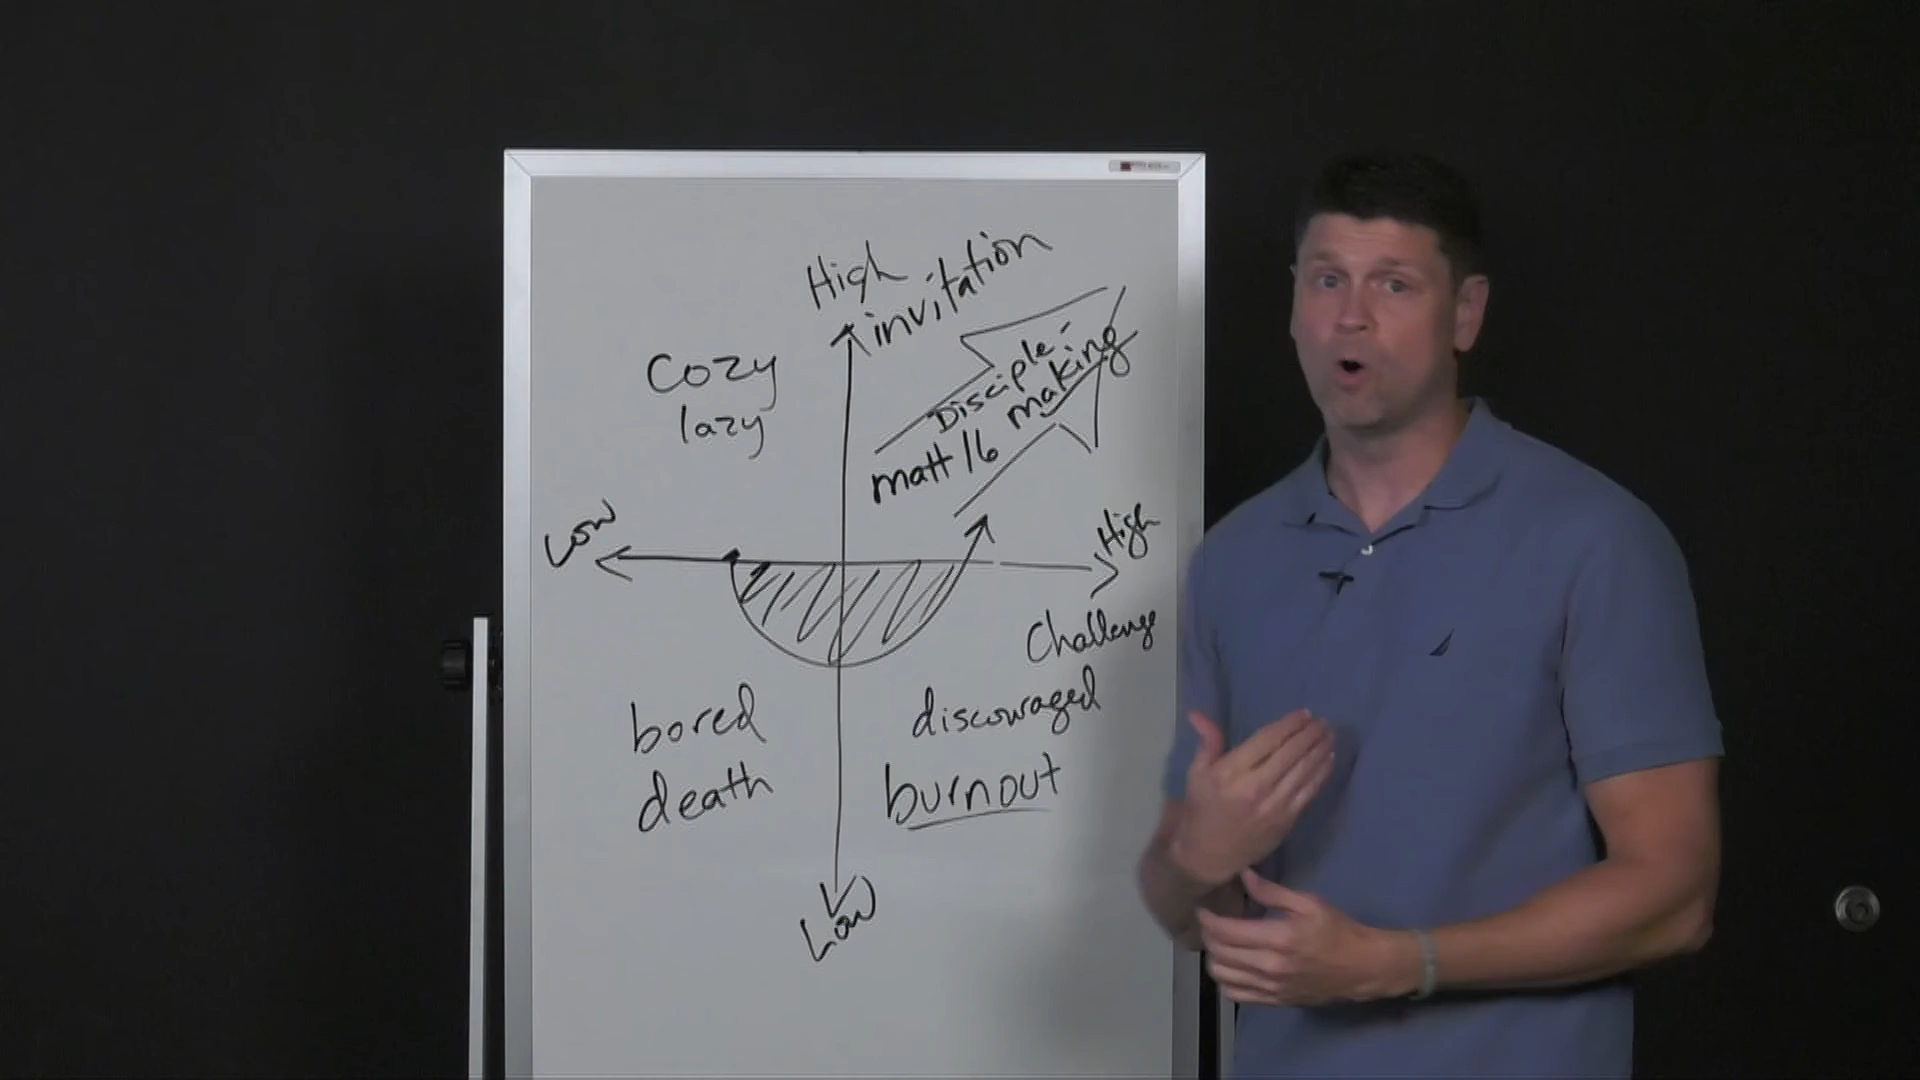 High
invitation
Cozy
lazy
Disciple-
making
matt 16
Low
High
Challenge
bored
death
discouraged
burnout
Low